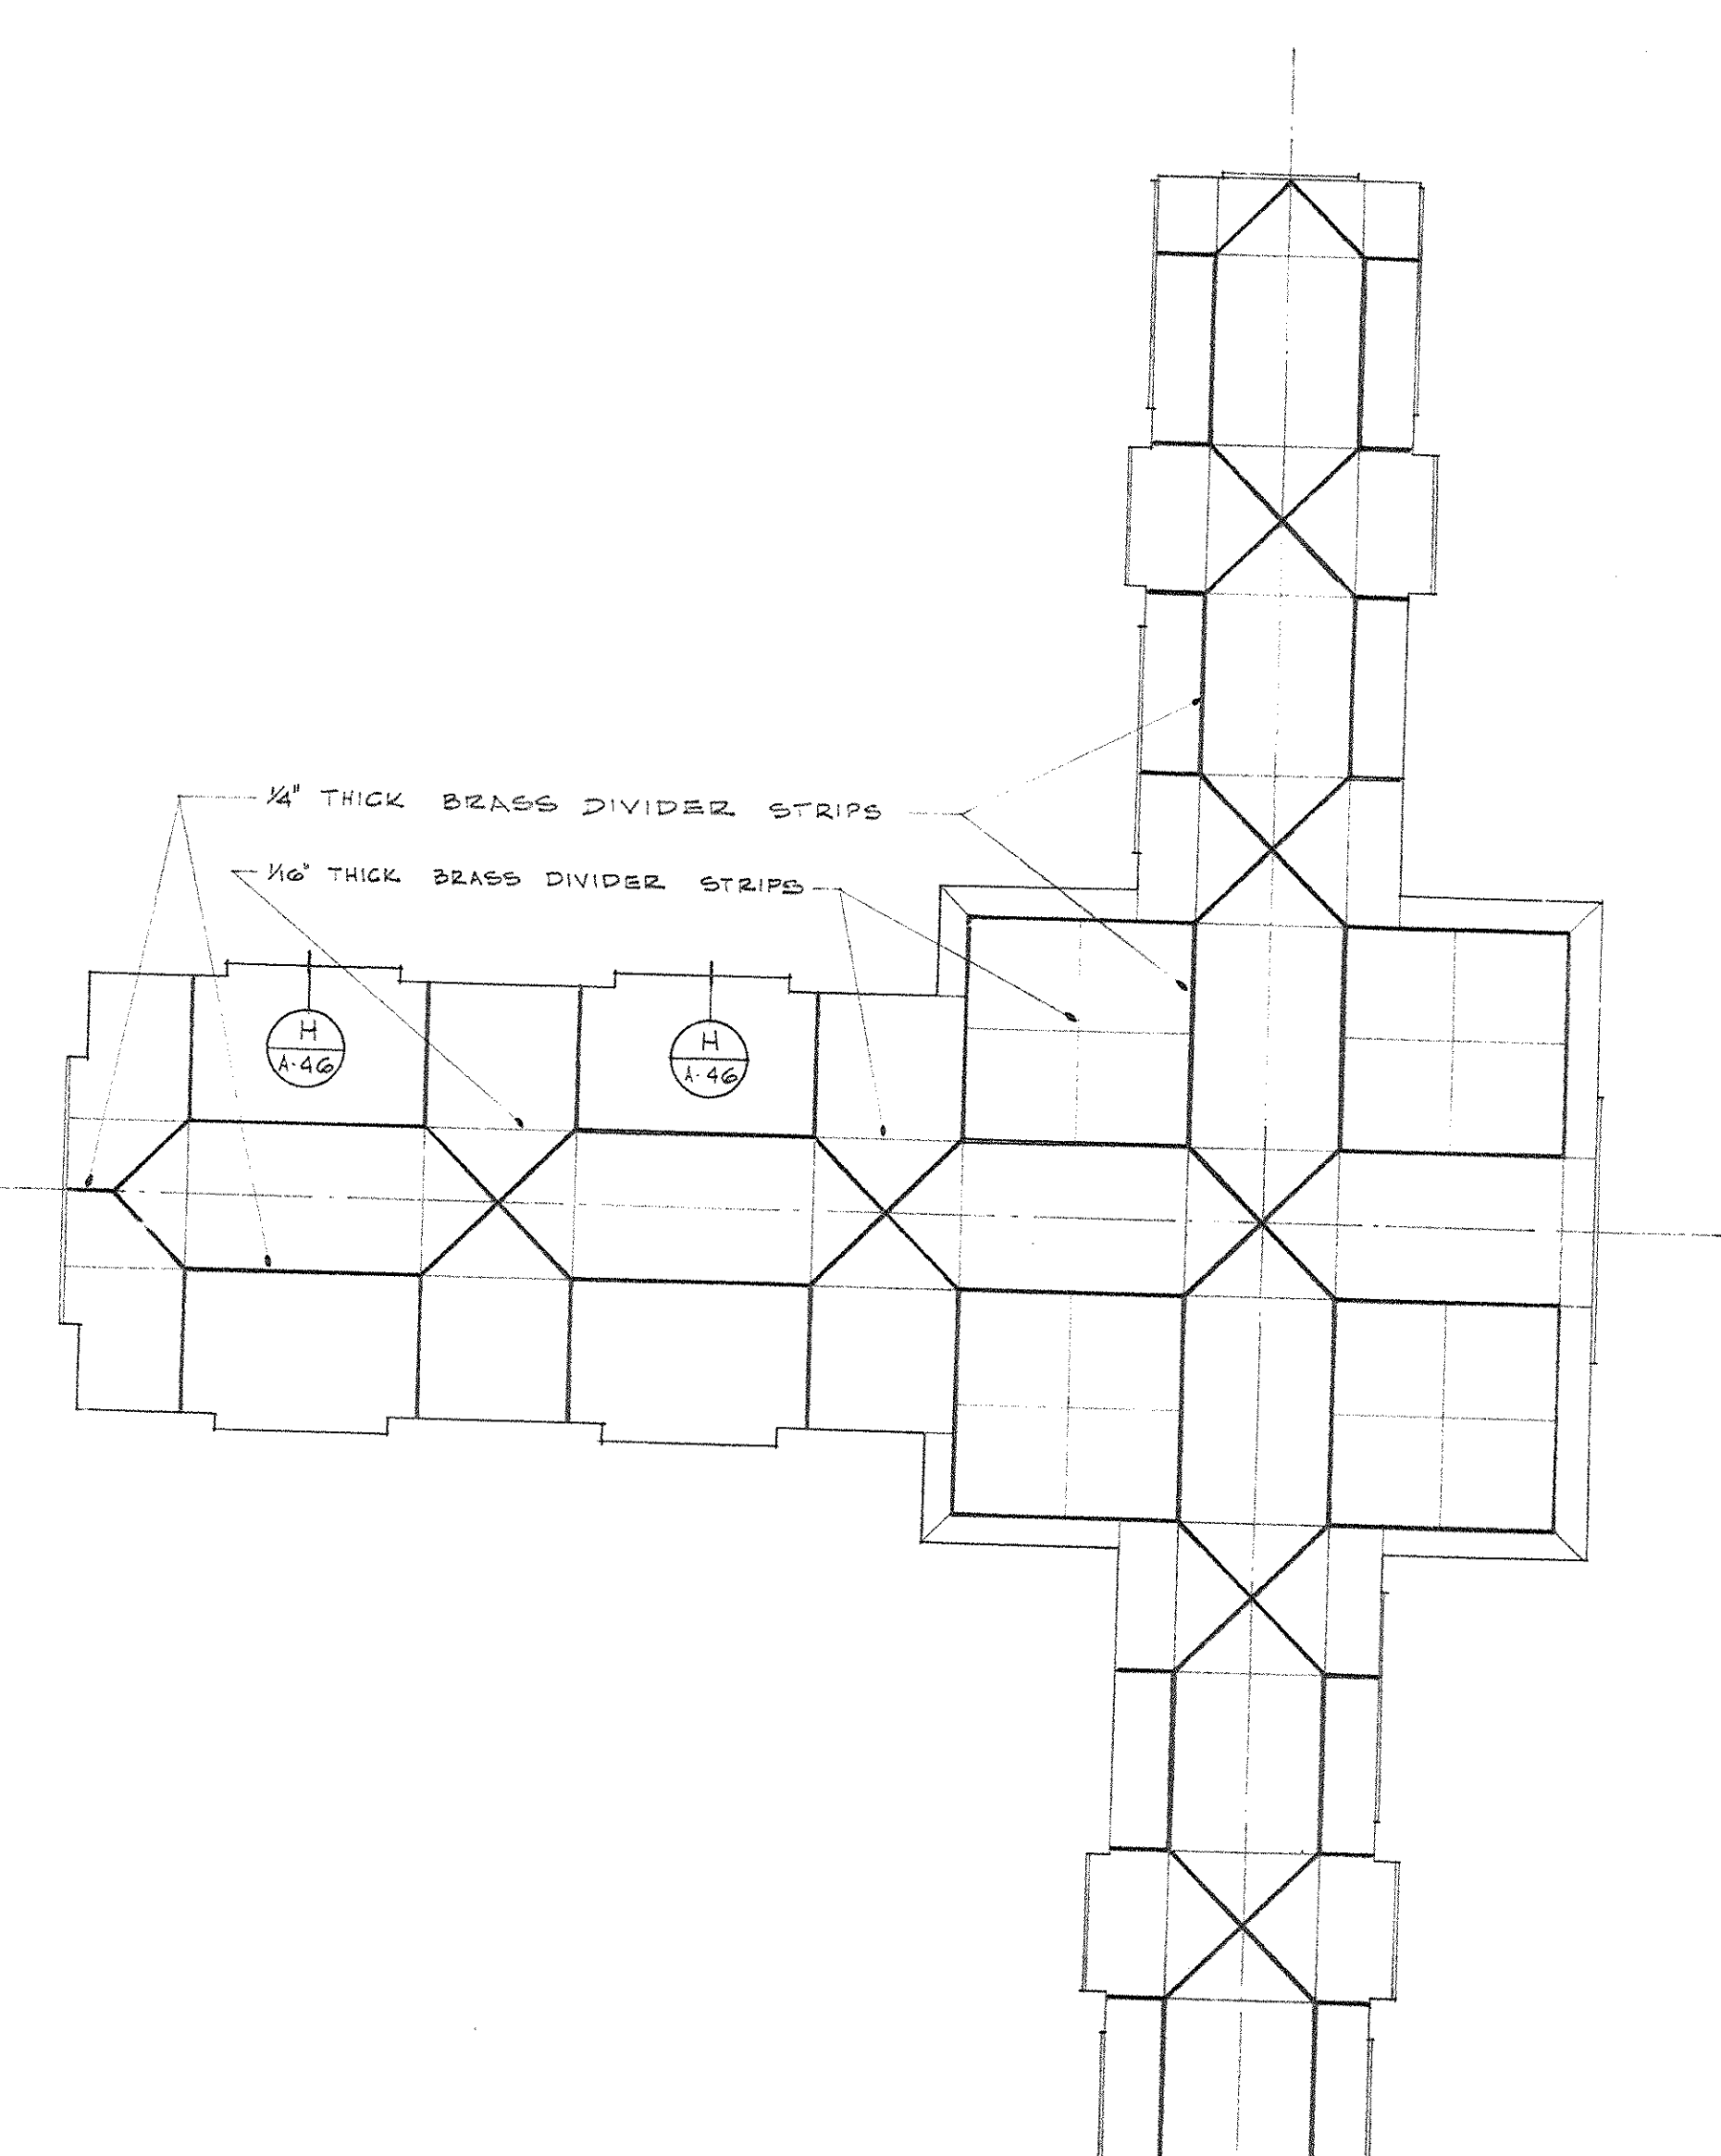 1/4" THICK BRASS DIVIDER STRIPS
1/16" THICK BRASS DIVIDER STRIPS
H
A-46
H
A-46